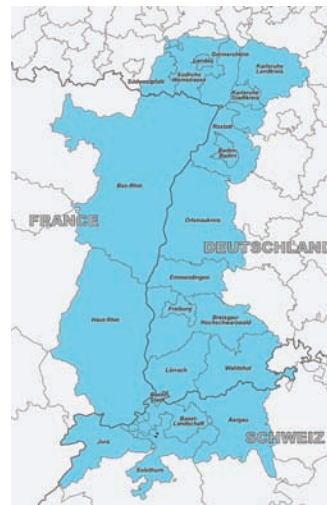 Germersheim
Landau
Südwestpfalz
Südliche
Weinstraße
Karlsruhe
Landkreis
Karlsruhe
Stadtkreis
Rastatt
Baden-
Baden
Bas-Rhin
FRANCE
Ortenaukreis
DEUTSCHLAND
Emmendingen
Freiburg
Breisgau
Hochschwarzwald
Haut-Rhin
Lörrach
Waldshut
Basel-
Stadt
Basel-
Landschaft
Aargau
SCHWEIZ
Jura
Solothurn